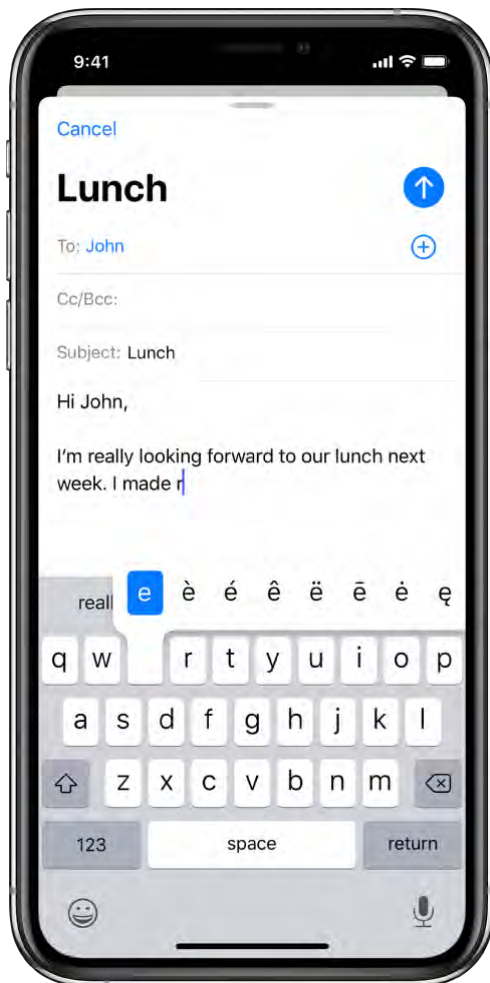 9:41
Cancel
Lunch
To: John
Cc/Bcc:
Subject: Lunch
Hi John,
I'm really looking forward to our lunch next
week. I made r
e è é ê ë ē ė ę
q w r t y u i o p
a s d f g h j k l
z x c v b n m
123 space return